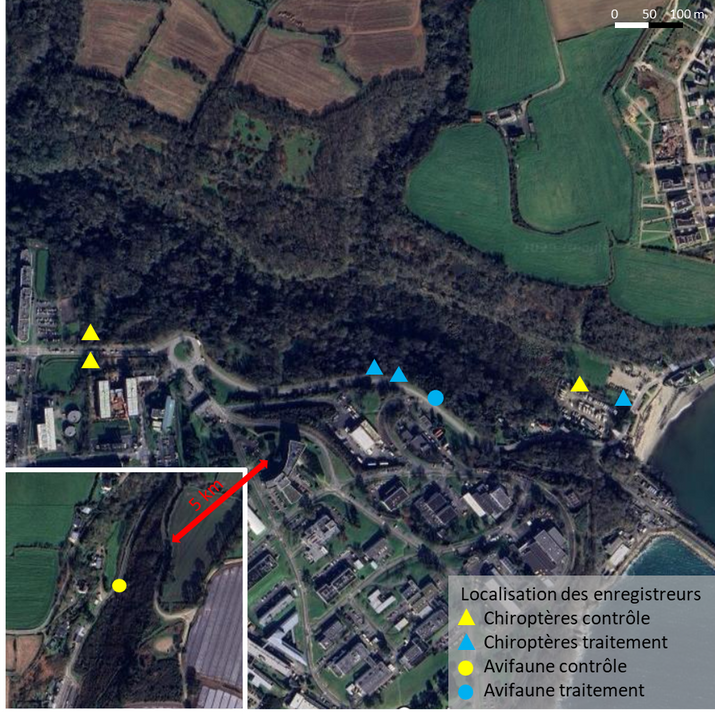 0 50 100 m
5 km
Localisation des enregistreurs
Chiroptères contrôle
Chiroptères traitement
Avifaune contrôle
Avifaune traitement